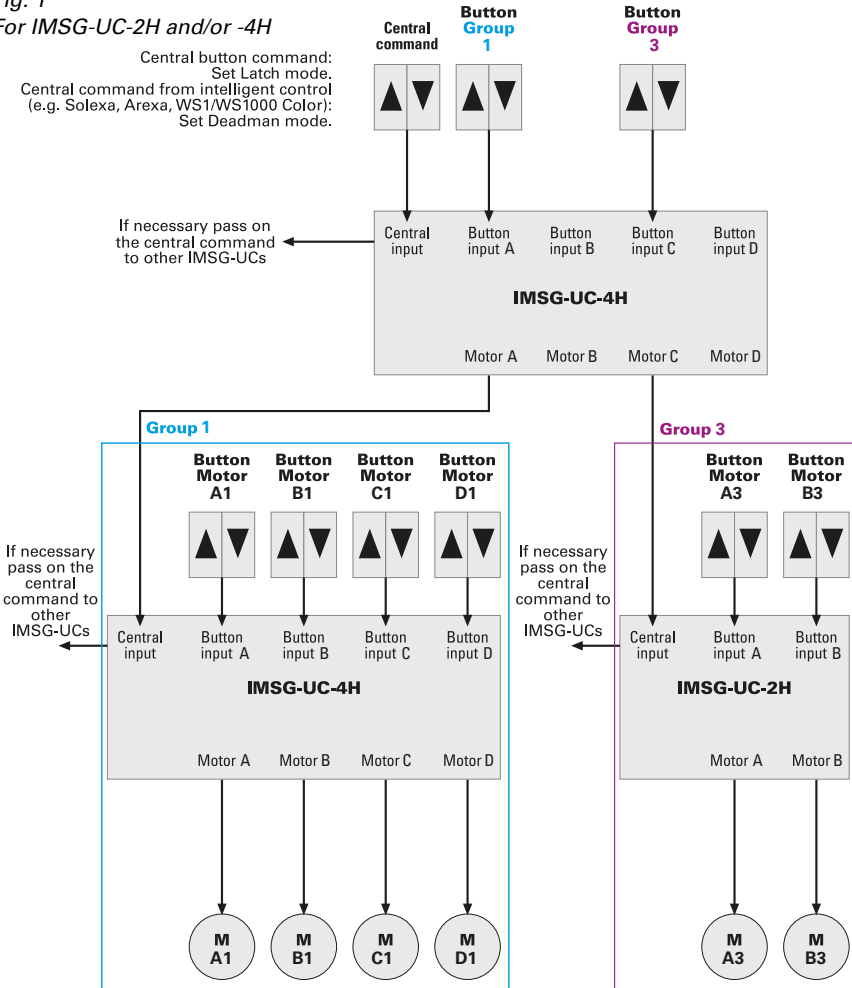 Fig. 1
For IMSG-UC-2H and/or -4H
Central button command:
Set Latch mode.
Central command from intelligent control
(e.g. Solexa, Arexa, WS1/WS1000 Color):
Set Deadman mode.
Central
command
Button
Group
1
Button
Group
3
If necessary pass on
the central command
to other IMSG-UCs
Central
input
Button
input A
Button
input B
Button
input C
Button
input D
IMSG-UC-4H
Motor A
Motor B
Motor C
Motor D
Group 1
Button
Motor
A1
Button
Motor
B1
Button
Motor
C1
Button
Motor
D1
If necessary
pass on the
central
command to
other
IMSG-UCs
Central
input
Button
input A
Button
input B
Button
input C
Button
input D
IMSG-UC-4H
Motor A
Motor B
Motor C
Motor D
M
A1
M
B1
M
C1
M
D1
Group 3
Button
Motor
A3
Button
Motor
B3
If necessary
pass on the
central
command to
other
IMSG-UCs
Central
input
Button
input A
Button
input B
IMSG-UC-2H
Motor A
Motor B
M
A3
M
B3